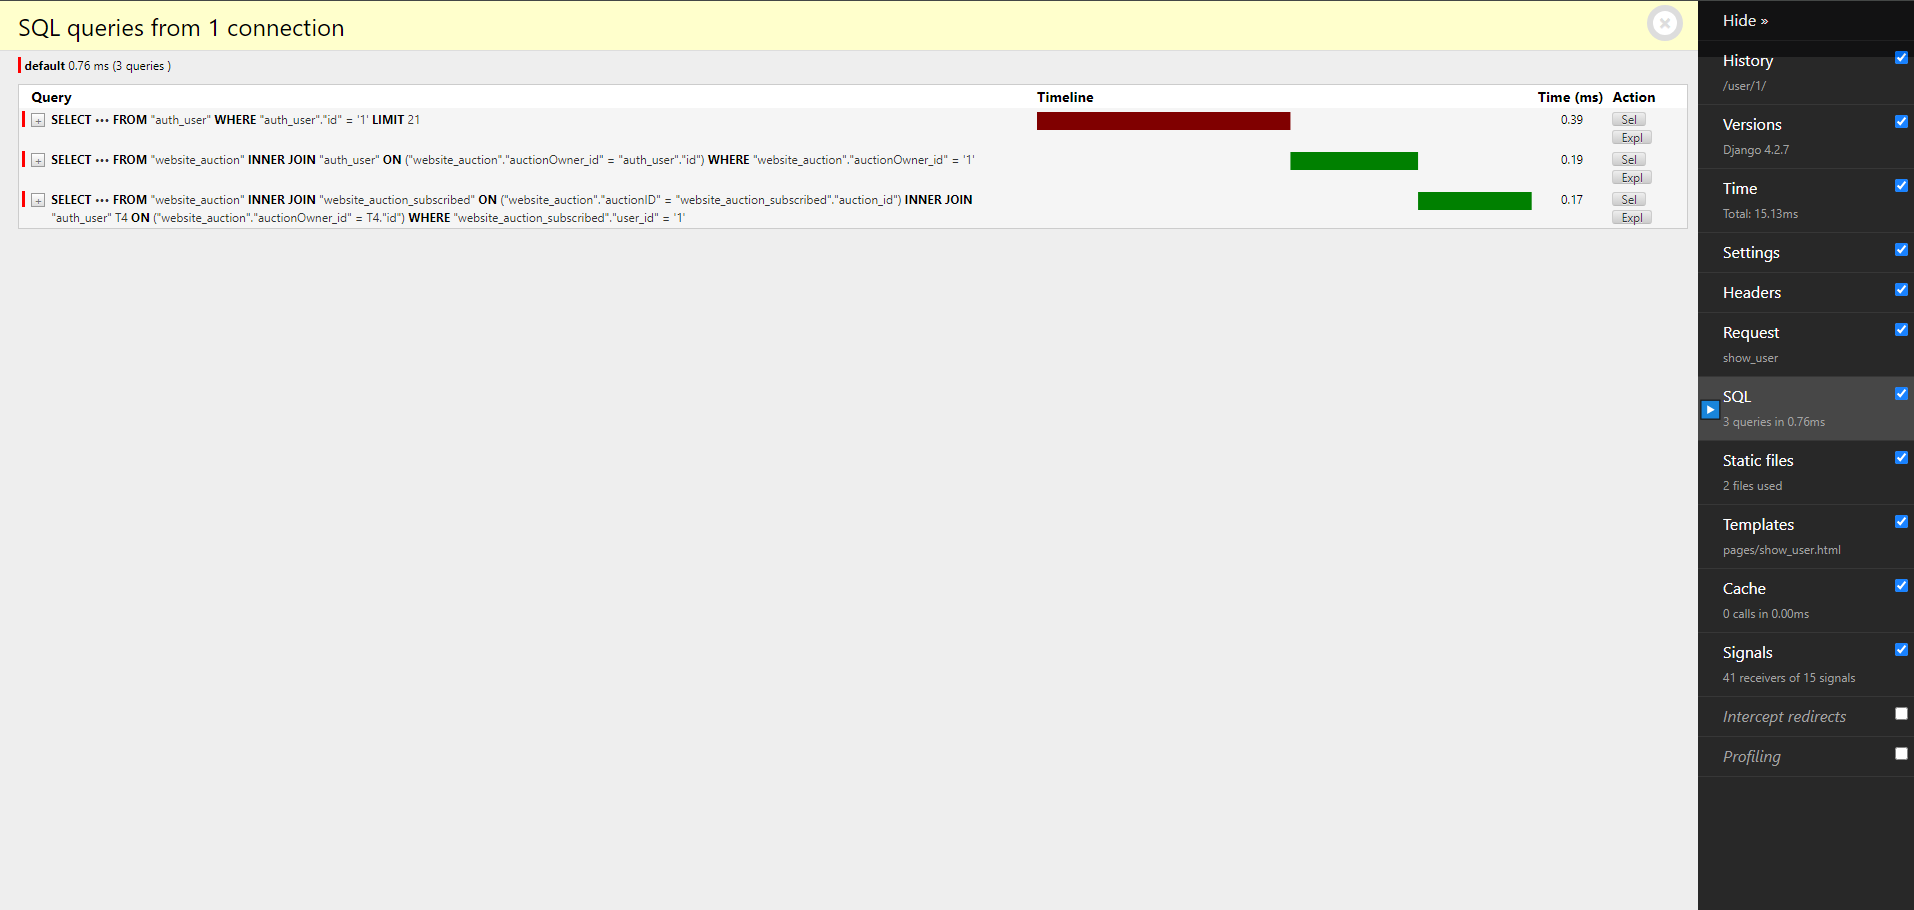 SQL queries from 1 connection
default 0.76 ms (3 queries )
Query Timeline Time (ms) Action
+ SELECT ••• FROM "auth_user" WHERE "auth_user"."id" = '1' LIMIT 21 0.39 Sel
Expl
+ SELECT ••• FROM "website_auction" INNER JOIN "auth_user" ON ("website_auction"."auctionOwner_id" = "auth_user"."id") WHERE "website_auction"."auctionOwner_id" = '1' 0.19 Sel
Expl
+ SELECT ••• FROM "website_auction" INNER JOIN "website_auction_subscribed" ON ("website_auction"."auctionID" = "website_auction_subscribed"."auction_id") INNER JOIN 0.17 Sel
"auth_user" T4 ON ("website_auction"."auctionOwner_id" = T4."id") WHERE "website_auction_subscribed"."user_id" = '1' Expl
Hide »
History
/user/1/
Versions
Django 4.2.7
Time
Total: 15.13ms
Settings
Headers
Request
show_user
SQL
3 queries in 0.76ms
Static files
2 files used
Templates
pages/show_user.html
Cache
0 calls in 0.00ms
Signals
41 receivers of 15 signals
Intercept redirects
Profiling